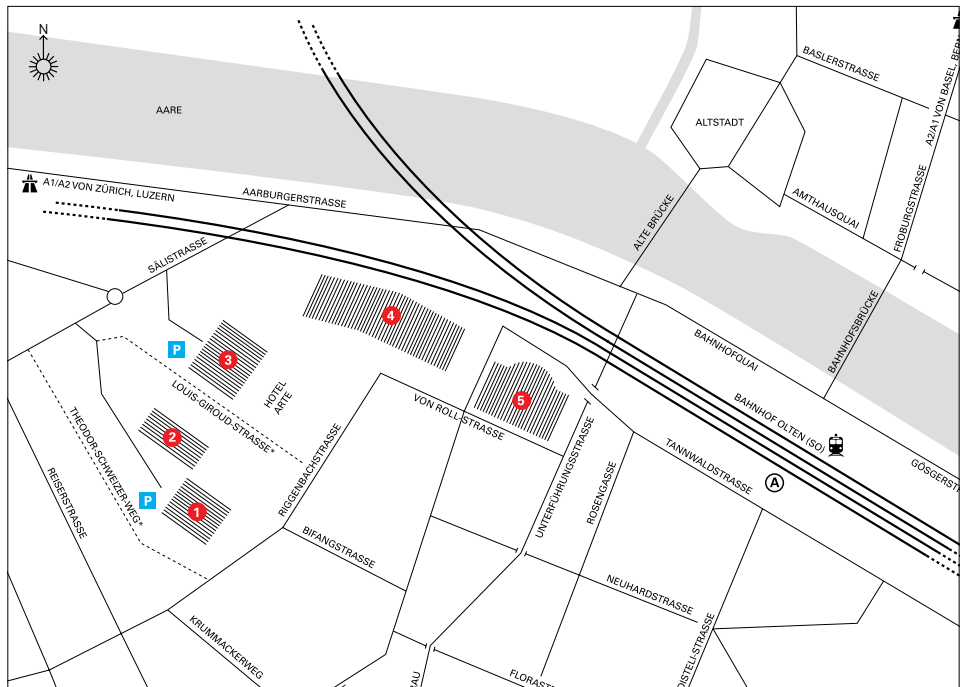 N
BASLERSTRASSE
A2/A1 VON BASEL, BERN
AARE
ALTSTADT
A1/A2 VON ZÜRICH, LUZERN
AARBURGERSTRASSE
AMTHAUSQUAI
FROBURGSTRASSE
ALTE BRÜCKE
SÄLISTRASSE
BAHNHOFSBRÜCKE
4
BAHNHOFQUAI
P
3
HOTEL
ARTE
LOUIS-GIROUD-STRASSE*
5
VON ROLL-STRASSE
BAHNHOF OLTEN (SO)
THEODOR-SCHWEIZER-WEG*
2
RIGGENBACHSTRASSE
UNTERFÜHRUNGSSTRASSE
TANNWALDSTRASSE
GÖSGERST
REISERSTRASSE
P
1
ROSENGASSE
A
BIFANGSTRASSE
NEUHARDSTRASSE
KRUMMACKERWEG
FLORAST
DISTELI-STRASSE
AU